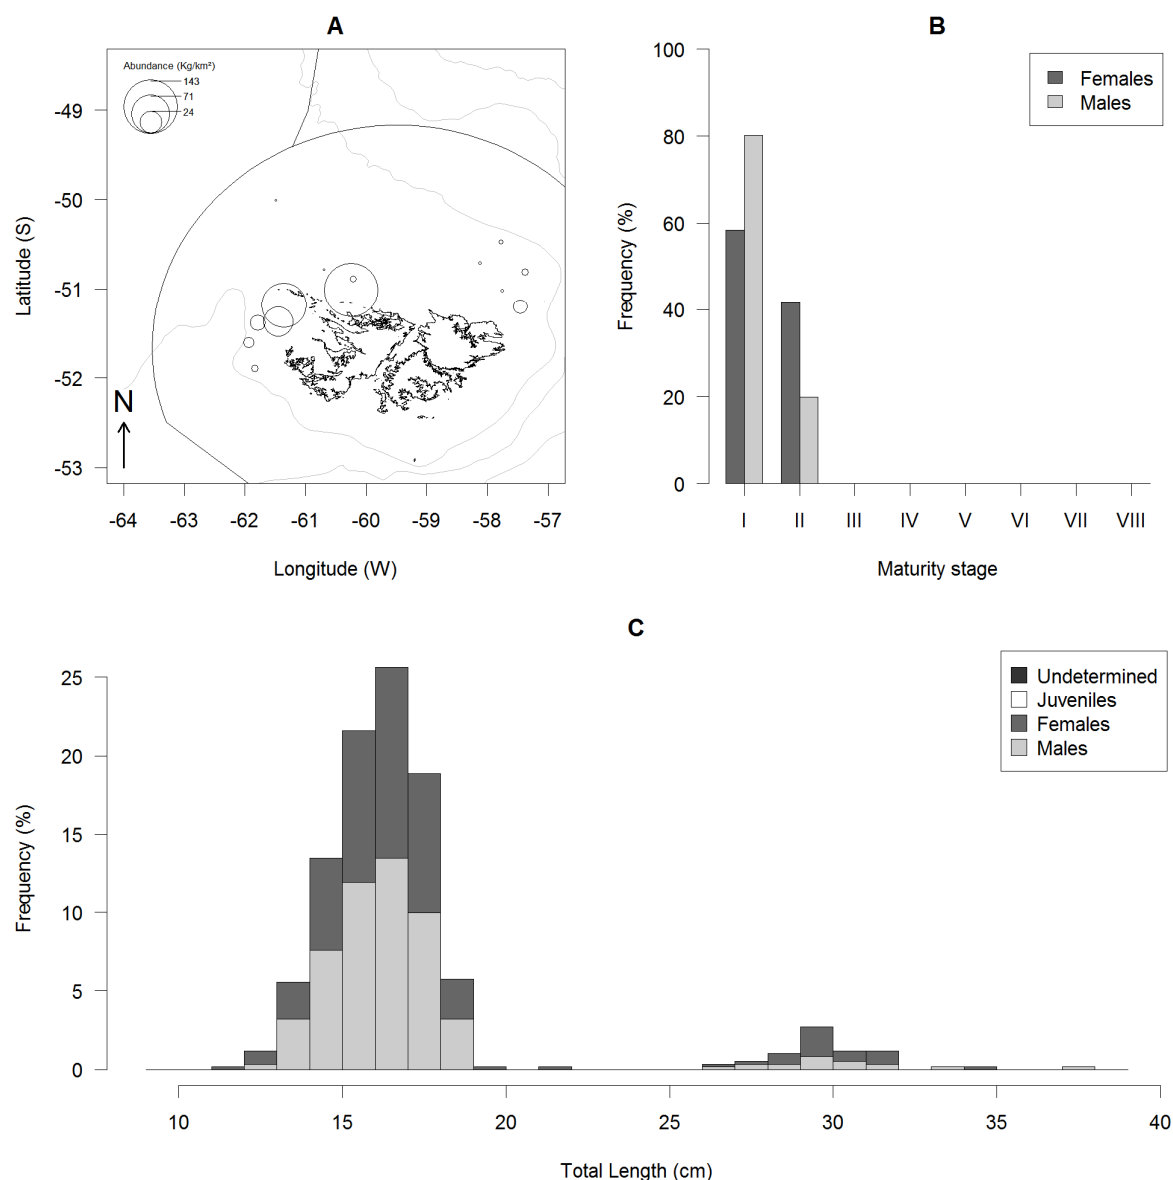 A
Abundance (Kg/km²)
143
71
24
-49
-50
-51
-52
-53
Latitude (S)
N
-64 -63 -62 -61 -60 -59 -58 -57
Longitude (W)
B
100
80
60
40
20
0
Frequency (%)
Females
Males
I II III IV V VI VII VIII
Maturity stage
C
25
20
15
10
5
0
Frequency (%)
Undetermined
Juveniles
Females
Males
10 15 20 25 30 35 40
Total Length (cm)